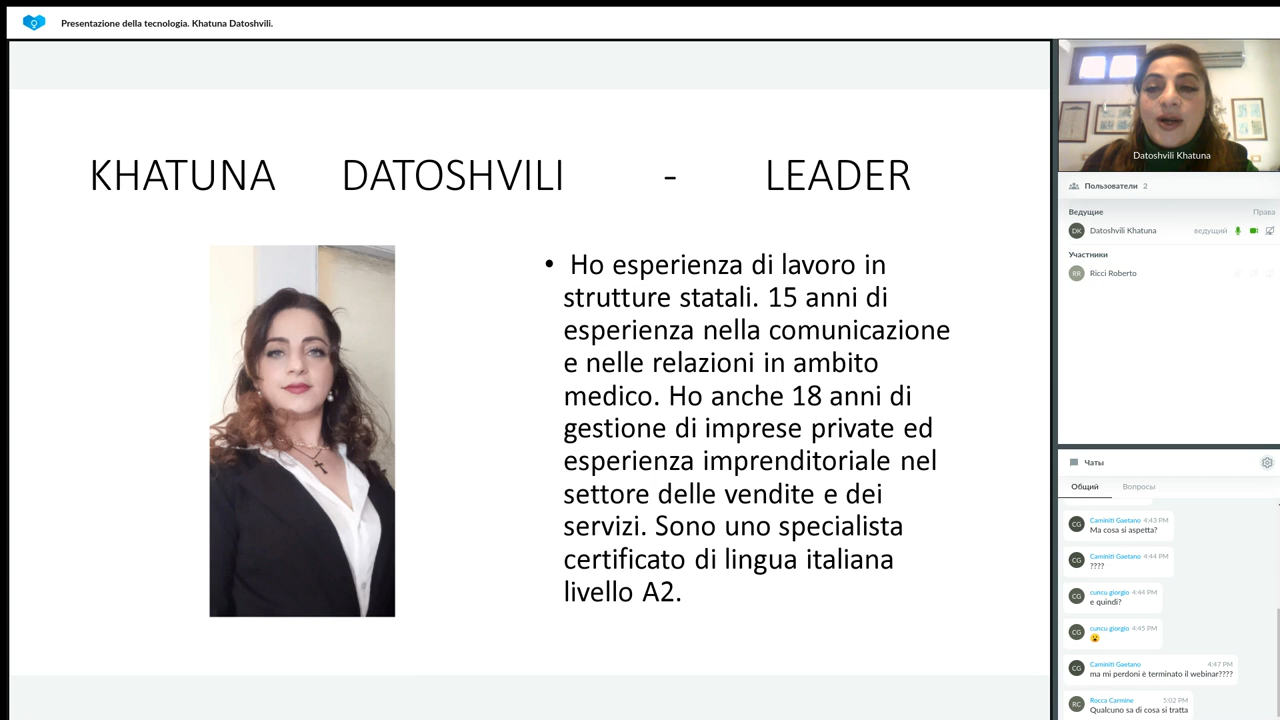 Presentazione della tecnologia. Khatuna Datoshvili.
KHATUNA DATOSHVILI - LEADER
• Ho esperienza di lavoro in
strutture statali. 15 anni di
esperienza nella comunicazione
e nelle relazioni in ambito
medico. Ho anche 18 anni di
gestione di imprese private ed
esperienza imprenditoriale nel
settore delle vendite e dei
servizi. Sono uno specialista
certificato di lingua italiana
livello A2.
Datoshvili Khatuna
Пользователи 2
Ведущие Права
DK Datoshvili Khatuna ведущий
Участники
RR Ricci Roberto
Чаты
Общий Вопросы
CG Caminiti Gaetano 4:43 PM
Ma cosa si aspetta?
CG Caminiti Gaetano 4:44 PM
????
CG cuncu giorgio 4:44 PM
e quindi?
CG cuncu giorgio 4:45 PM
😮
CG Caminiti Gaetano 4:47 PM
ma mi perdoni è terminato il webinar????
RC Rocca Carmine 5:02 PM
Qualcuno sa di cosa si tratta